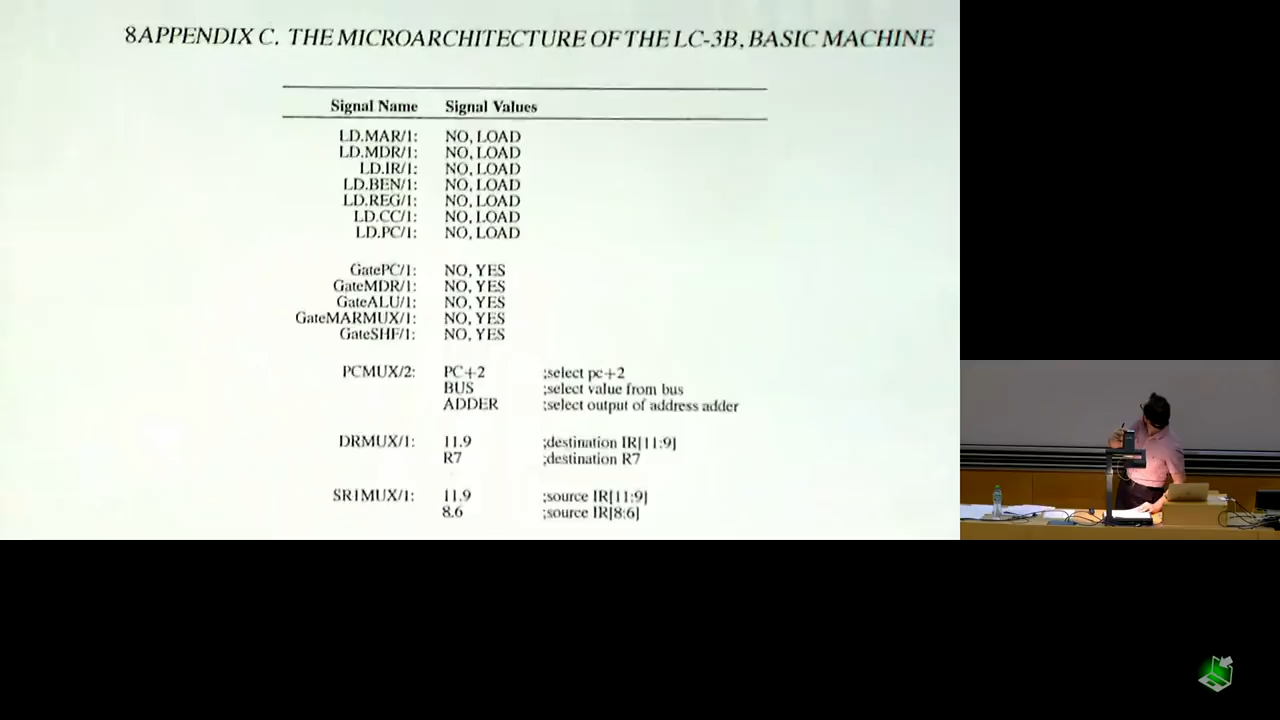 8APPENDIX C. THE MICROARCHITECTURE OF THE LC-3B, BASIC MACHINE
Signal Name Signal Values
LD.MAR/1: NO, LOAD
LD.MDR/1: NO, LOAD
LD.IR/1: NO, LOAD
LD.BEN/1: NO, LOAD
LD.REG/1: NO, LOAD
LD.CC/1: NO, LOAD
LD.PC/1: NO, LOAD
GatePC/1: NO, YES
GateMDR/1: NO, YES
GateALU/1: NO, YES
GateMARMUX/1: NO, YES
GateSHF/1: NO, YES
PCMUX/2: PC+2 ;select pc+2
BUS ;select value from bus
ADDER ;select output of address adder
DRMUX/1: 11.9 ;destination IR[11:9]
R7 ;destination R7
SR1MUX/1: 11.9 ;source IR[11:9]
8.6 ;source IR[8:6]